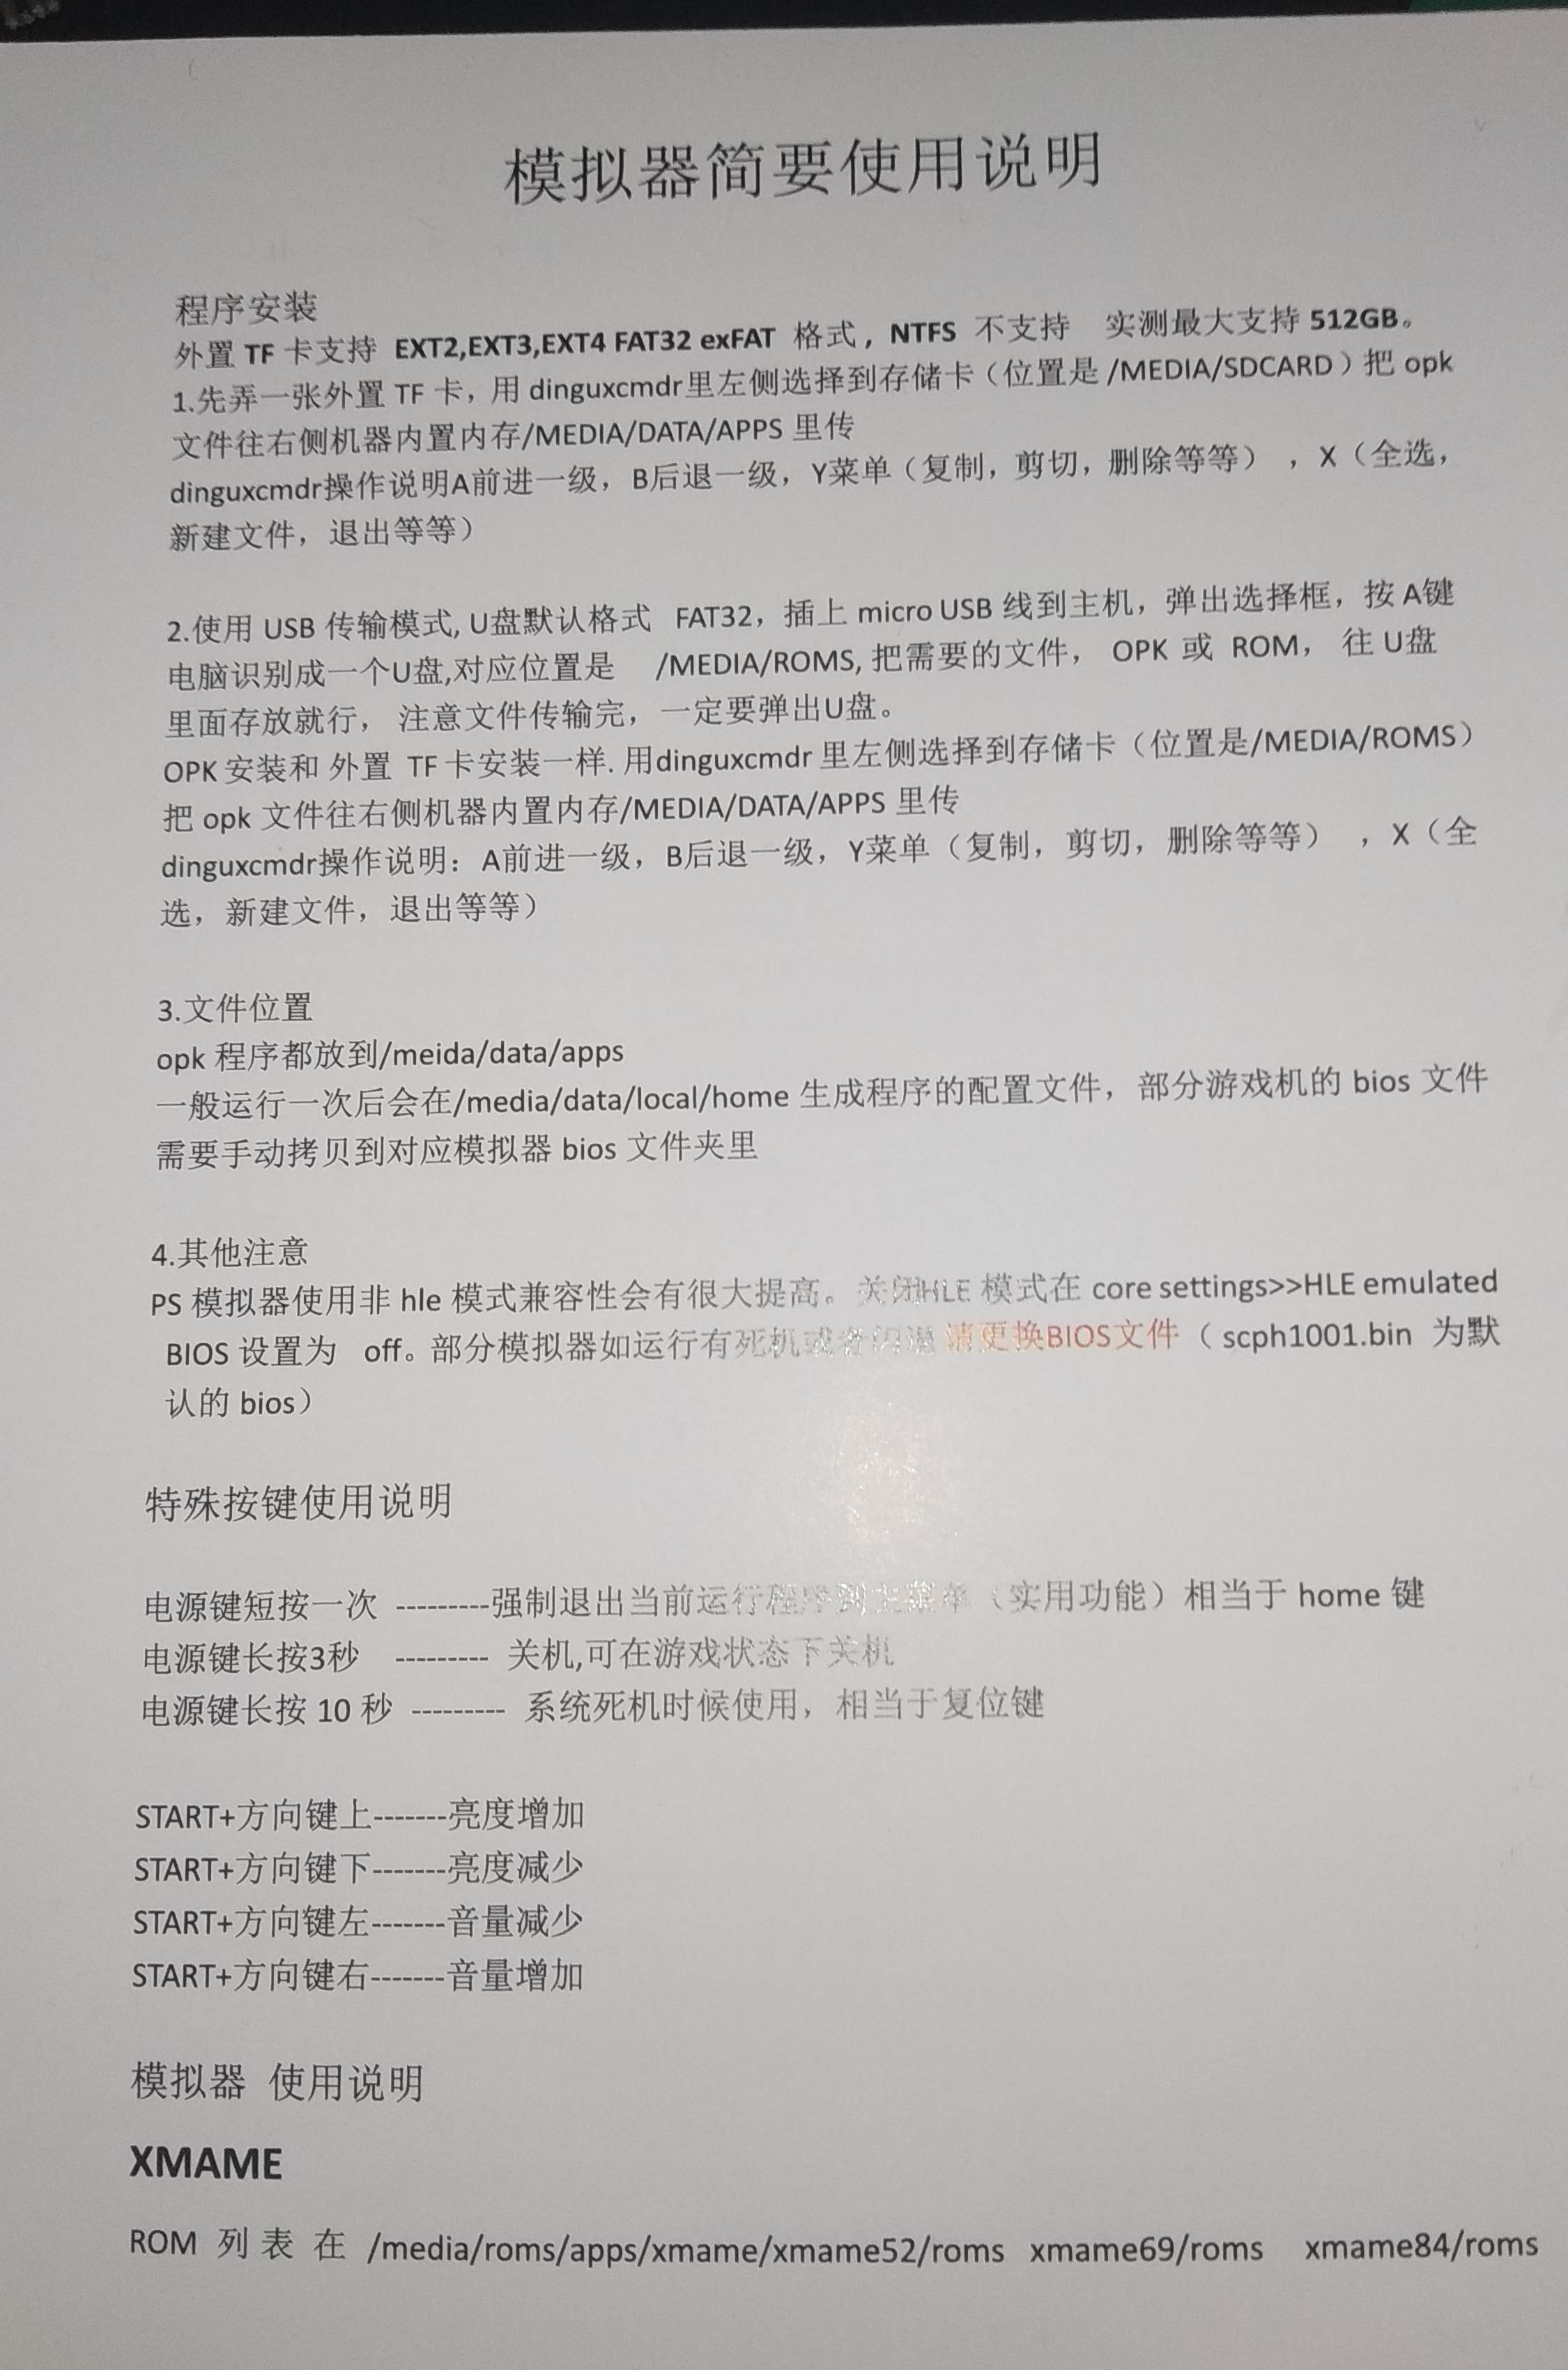 模拟器简要使用说明
程序安装
外置 TF 卡支持 EXT2,EXT3,EXT4 FAT32 exFAT 格式，NTFS 不支持 实测最大支持 512GB。
1.先弄一张外置 TF 卡，用 dinguxcmdr里左侧选择到存储卡（位置是 /MEDIA/SDCARD）把 opk
文件往右侧机器内置内存/MEDIA/DATA/APPS 里传
dinguxcmdr操作说明A前进一级，B后退一级，Y菜单（复制，剪切，删除等等），X（全选，
新建文件，退出等等）
2.使用 USB 传输模式, U盘默认格式 FAT32，插上 micro USB 线到主机，弹出选择框，按 A键
电脑识别成一个U盘,对应位置是 /MEDIA/ROMS, 把需要的文件， OPK 或 ROM， 往 U盘
里面存放就行， 注意文件传输完，一定要弹出U盘。
OPK 安装和 外置 TF 卡安装一样. 用dinguxcmdr 里左侧选择到存储卡（位置是/MEDIA/ROMS）
把 opk 文件往右侧机器内置内存/MEDIA/DATA/APPS 里传
dinguxcmdr操作说明：A前进一级，B后退一级，Y菜单（复制，剪切，删除等等），X（全
选，新建文件，退出等等）
3.文件位置
opk 程序都放到/meida/data/apps
一般运行一次后会在/media/data/local/home 生成程序的配置文件，部分游戏机的 bios 文件
需要手动拷贝到对应模拟器 bios 文件夹里
4.其他注意
PS 模拟器使用非 hle 模式兼容性会有很大提高。关闭HLE 模式在 core settings>>HLE emulated
BIOS 设置为 off。部分模拟器如运行有死机或者闪退 请更换BIOS文件（ scph1001.bin 为默
认的 bios）
特殊按键使用说明
电源键短按一次 ---------强制退出当前运行程序到主菜单（实用功能）相当于 home 键
电源键长按3秒 --------- 关机,可在游戏状态下关机
电源键长按 10 秒 --------- 系统死机时候使用，相当于复位键
START+方向键上-------亮度增加
START+方向键下-------亮度减少
START+方向键左-------音量减少
START+方向键右-------音量增加
模拟器 使用说明
XMAME
ROM 列 表 在 /media/roms/apps/xmame/xmame52/roms xmame69/roms xmame84/roms